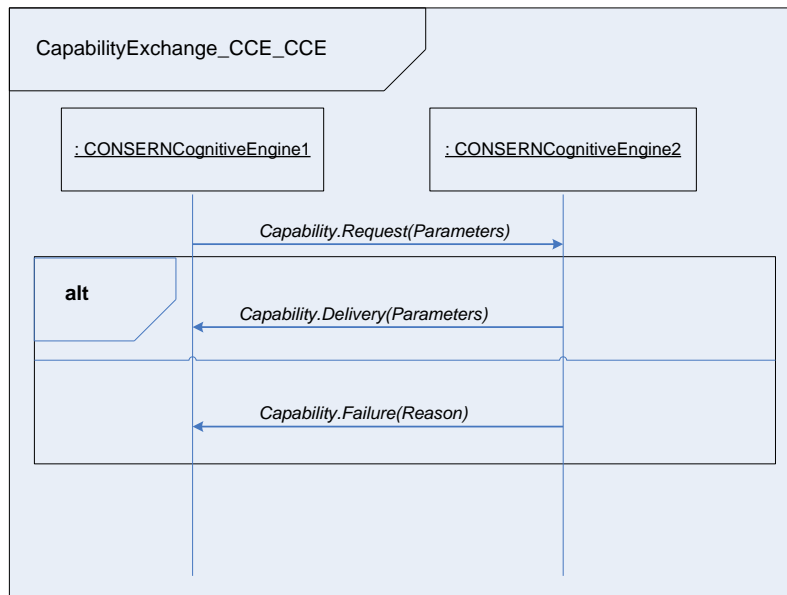 CapabilityExchange_CCE_CCE
: CONSERNCognitiveEngine1
: CONSERNCognitiveEngine2
Capability.Request(Parameters)
alt
Capability.Delivery(Parameters)
Capability.Failure(Reason)